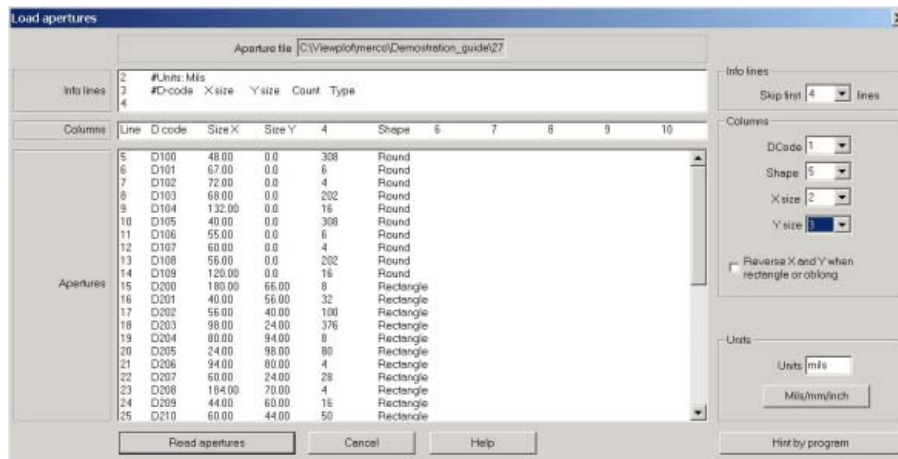 Load apertures
Aperture file C:\Viewplot\merco\Demostration_guide\27
Info lines
2 #Units: Mils
3 #D-code X size Y size Count Type
4
Columns
Line D code Size X Size Y 4 Shape 6 7 8 9 10
Apertures
5 D100 48.00 0.0 308 Round
6 D101 67.00 0.0 6 Round
7 D102 72.00 0.0 4 Round
8 D103 68.00 0.0 202 Round
9 D104 132.00 0.0 16 Round
10 D105 40.00 0.0 308 Round
11 D106 55.00 0.0 6 Round
12 D107 60.00 0.0 4 Round
13 D108 56.00 0.0 202 Round
14 D109 120.00 0.0 16 Round
15 D200 180.00 66.00 8 Rectangle
16 D201 40.00 56.00 32 Rectangle
17 D202 56.00 40.00 100 Rectangle
18 D203 98.00 24.00 376 Rectangle
19 D204 80.00 94.00 8 Rectangle
20 D205 24.00 98.00 80 Rectangle
21 D206 94.00 80.00 4 Rectangle
22 D207 60.00 24.00 28 Rectangle
23 D208 184.00 70.00 4 Rectangle
24 D209 44.00 60.00 16 Rectangle
25 D210 60.00 44.00 50 Rectangle
Info lines
Skip first 4 lines
Columns
DCode 1
Shape 5
X size 2
Y size 3
Reverse X and Y when
rectangle or oblong
Units
Units mils
Mils/mm/inch
Read apertures
Cancel
Help
Hint by program